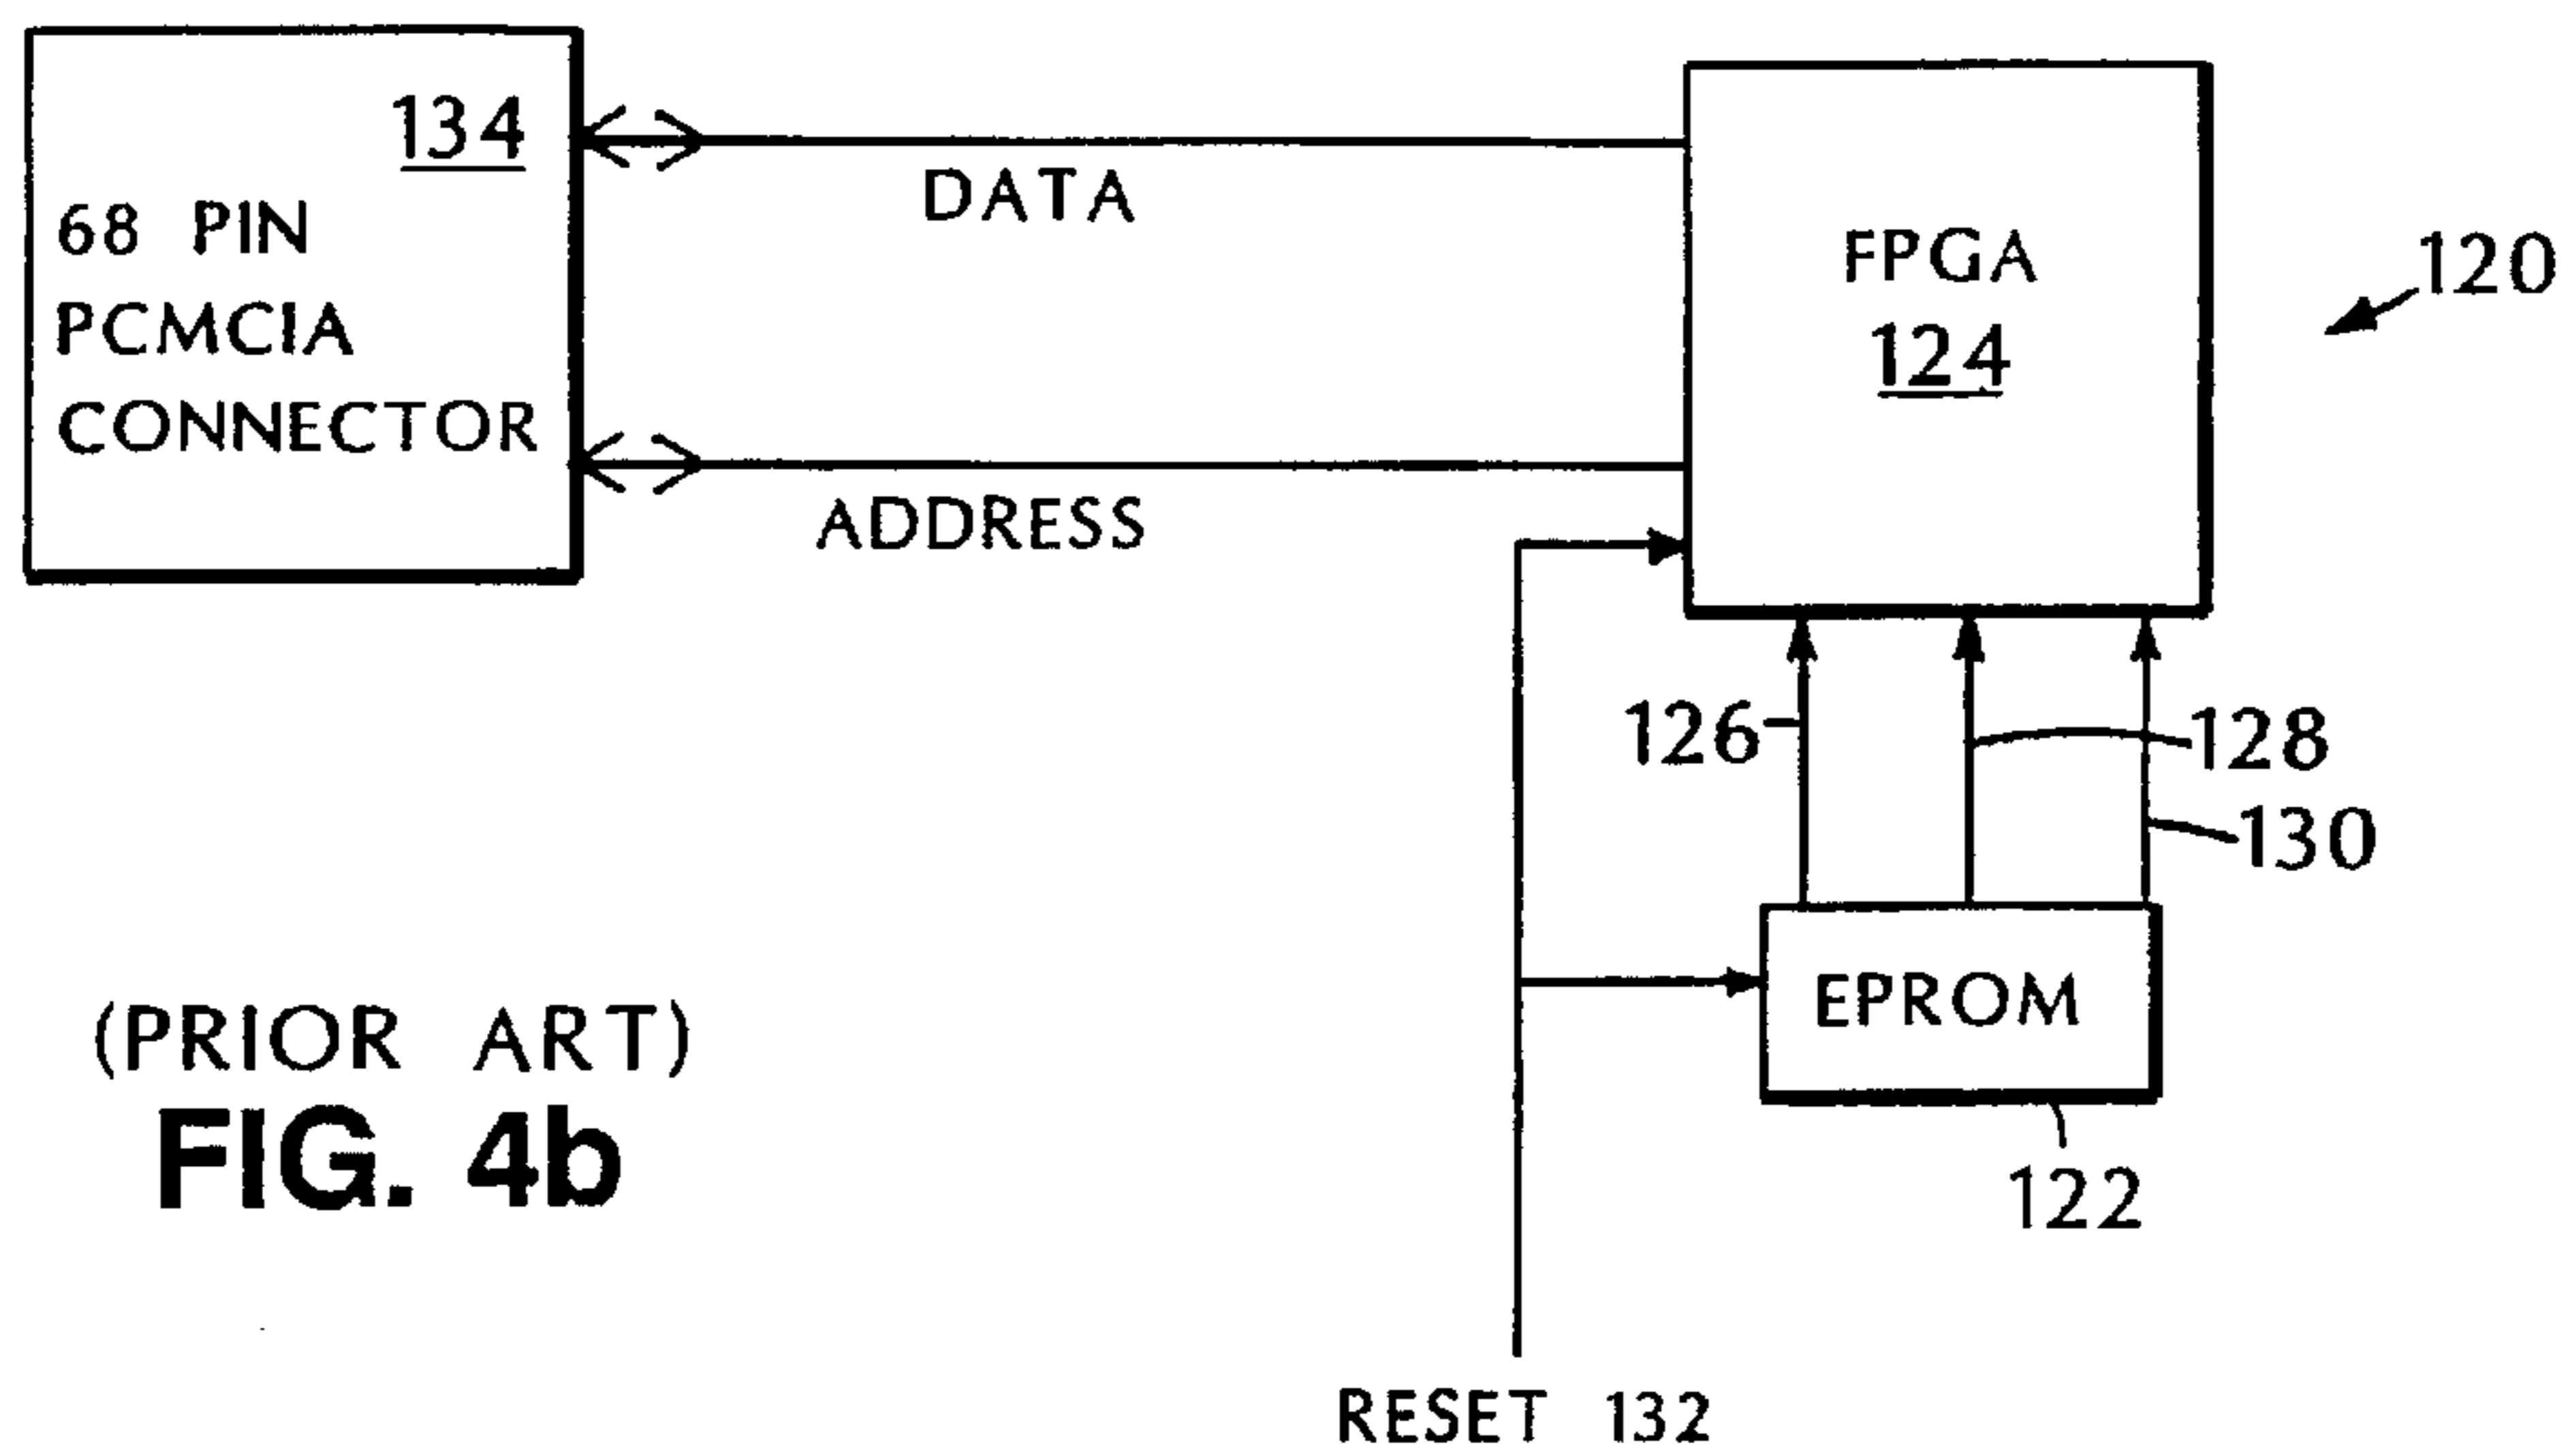 134
68 PIN
PCMCIA
CONNECTOR
DATA
ADDRESS
FPGA
124
120
126
128
130
EPROM
122
RESET 132
(PRIOR ART)
FIG. 4b